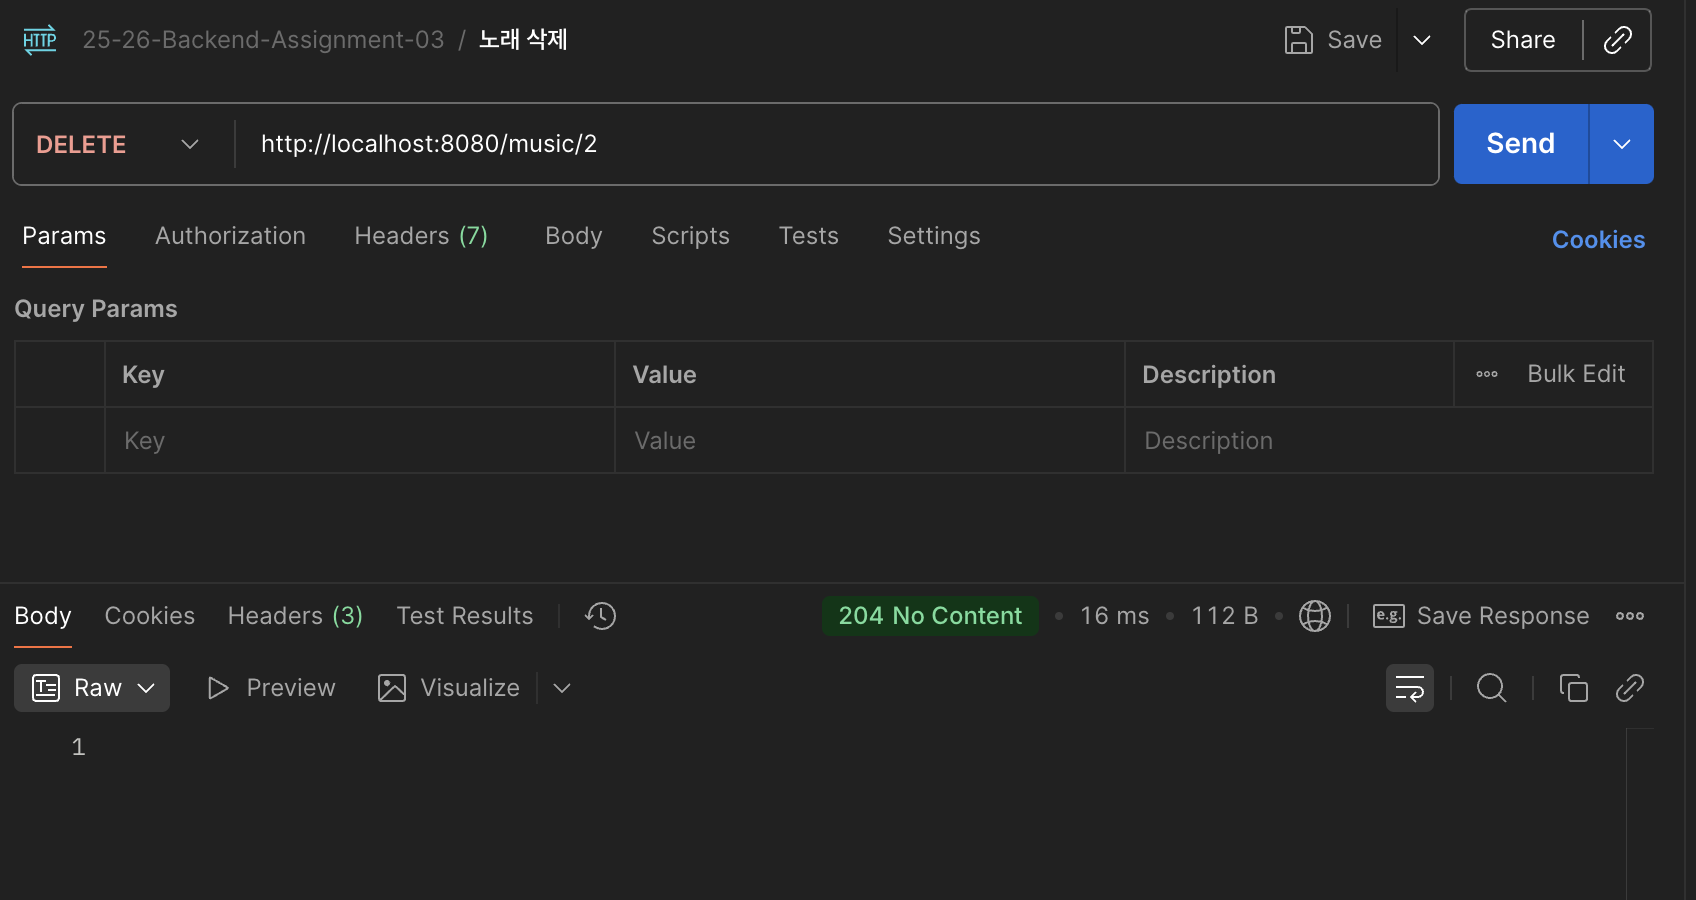 HTTP 25-26-Backend-Assignment-03 / 노래 삭제 Save Share
DELETE http://localhost:8080/music/2 Send
Params Authorization Headers (7) Body Scripts Tests Settings Cookies
Query Params
Key Value Description Bulk Edit
Key Value Description
Body Cookies Headers (3) Test Results 204 No Content • 16 ms • 112 B • e.g. Save Response
Raw Preview Visualize
1